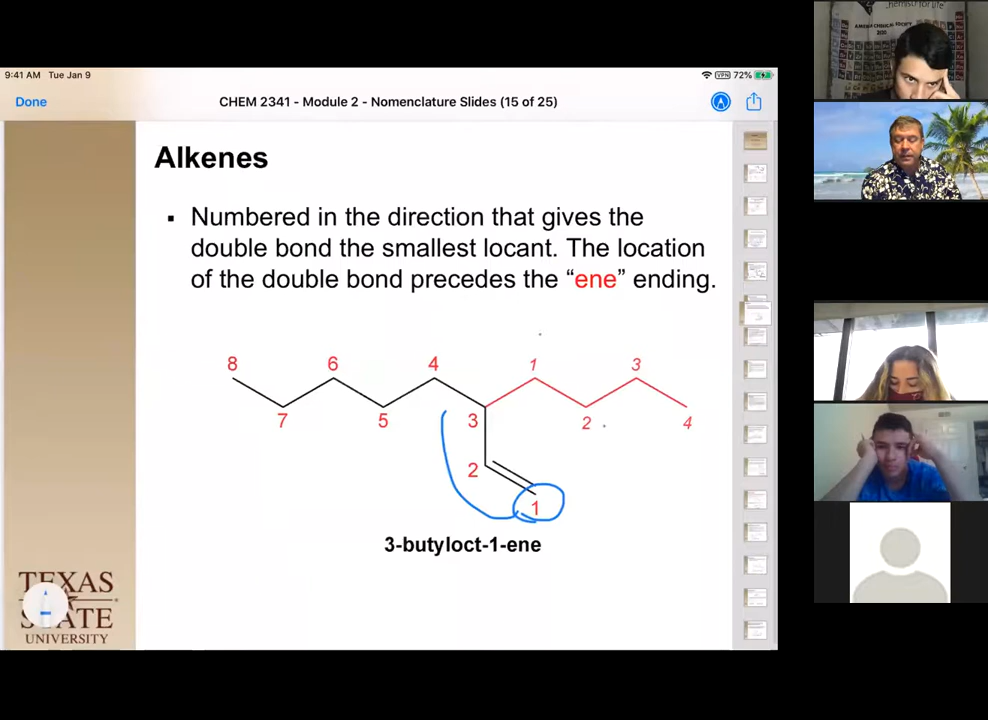 9:41 AM Tue Jan 9
VPN 72%
Done
CHEM 2341 - Module 2 - Nomenclature Slides (15 of 25)
Alkenes
▪ Numbered in the direction that gives the
double bond the smallest locant. The location
of the double bond precedes the “ene” ending.
8 6 4 1 3
7 5 3 2 4
2
1
3-butyloct-1-ene
TEXAS
STATE
UNIVERSITY